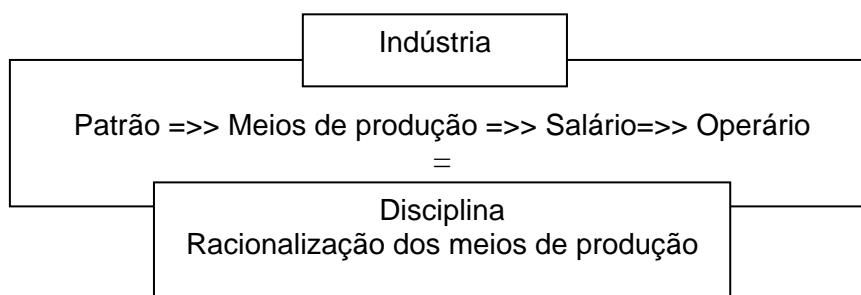 Indústria
Patrão =>> Meios de produção =>> Salário=>> Operário
=
Disciplina
Racionalização dos meios de produção